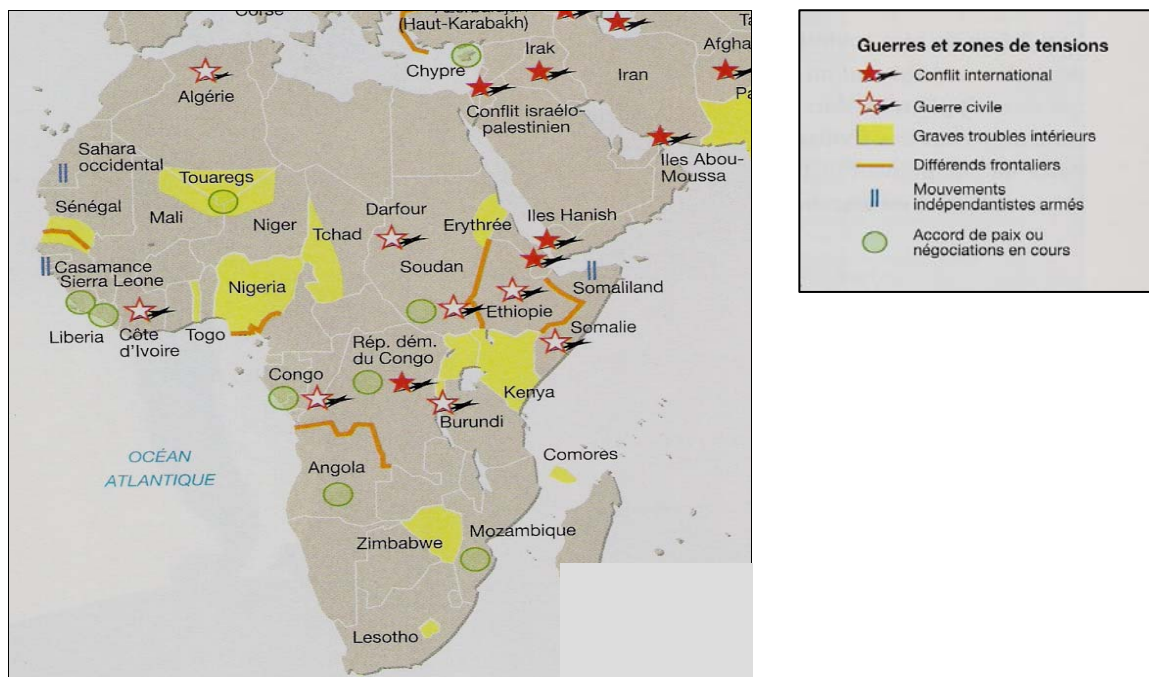 Corse
(Haut-Karabakh)
Irak
Chypre
Iran
Algérie
Conflit israélo-
palestinien
Sahara
occidental
Iles Abou-
Moussa
Touaregs
Sénégal
Mali
Niger
Tchad
Darfour
Erythrée
Iles Hanish
Casamance
Sierra Leone
Nigeria
Soudan
Somaliland
Ethiopie
Liberia
Côte
d'Ivoire
Togo
Somalie
Rép. dém.
du Congo
Congo
Kenya
Burundi
OCÉAN
ATLANTIQUE
Angola
Comores
Mozambique
Zimbabwe
Lesotho
Guerres et zones de tensions
Conflit international
Guerre civile
Graves troubles intérieurs
Différends frontaliers
Mouvements
indépendantistes armés
Accord de paix ou
négociations en cours